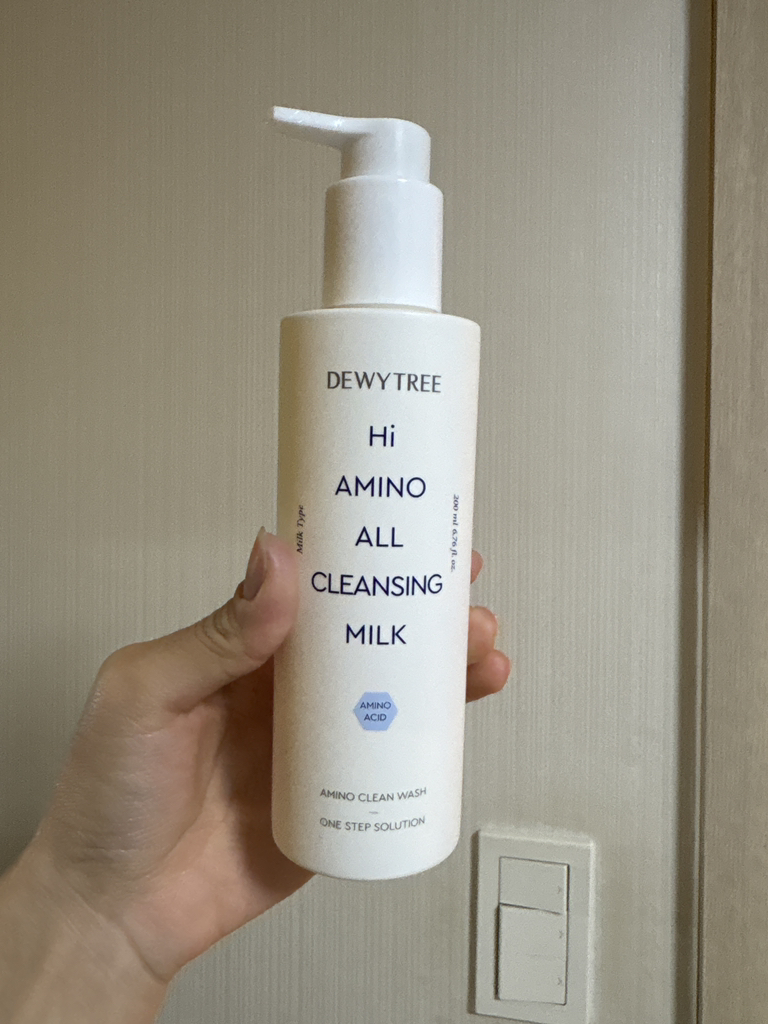 DEWYTREE
Hi
AMINO
ALL
CLEANSING
MILK
Milk Type
200 ml 6.76 fl. oz.
AMINO
ACID
AMINO CLEAN WASH
ONE STEP SOLUTION